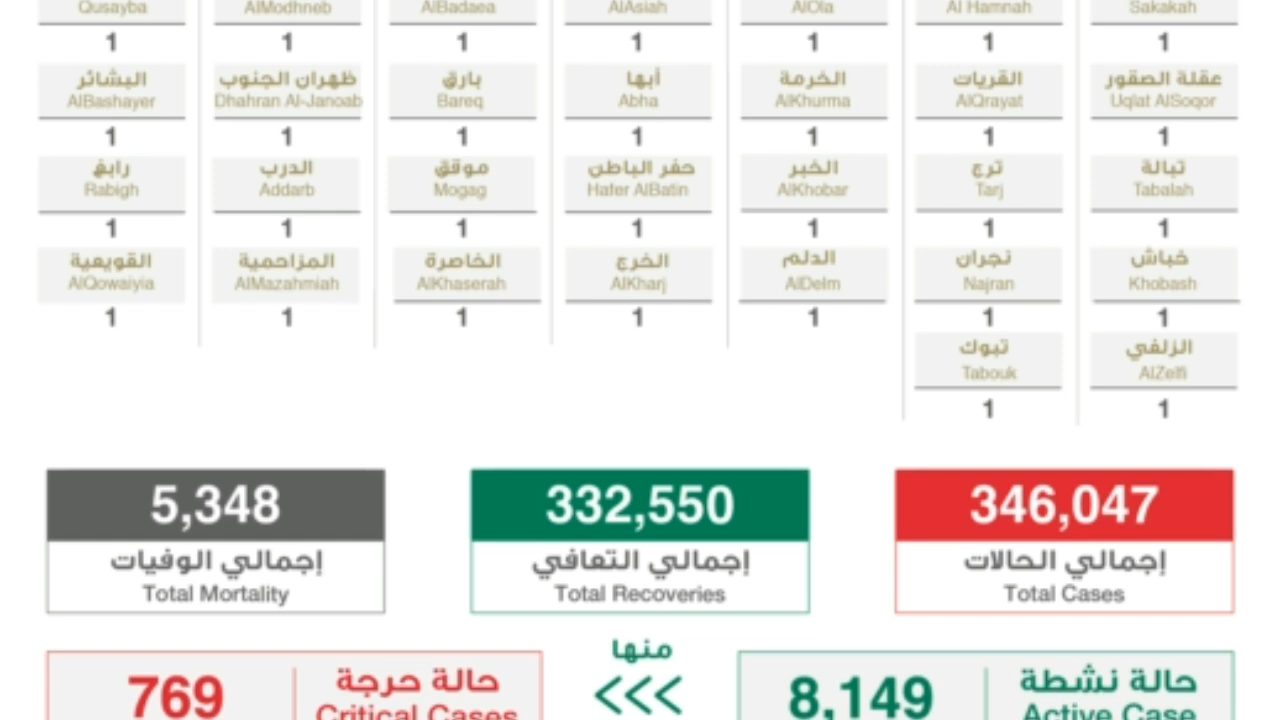 Qusayba AlModhneb AlBadaea AlAsiah AlOla Al Hamnah Sakakah
1 1 1 1 1 1 1
البشائر ظهران الجنوب بارق أبها الخرمة القريات عقلة الصقور
AlBashayer Dhahran Al-Janoab Bareq Abha AlKhurma AlQrayat Uqlat AlSoqor
1 1 1 1 1 1 1
رابغ الدرب موقق حفر الباطن الخبر ترج تبالة
Rabigh Addarb Mogag Hafer AlBatin AlKhobar Tarj Tabalah
1 1 1 1 1 1 1
القويعية المزاحمية الخاصرة الخرج الدلم نجران خباش
AlQowaiyia AlMazahmiah AlKhaserah AlKharj AlDelm Najran Khobash
1 1 1 1 1 1 1
تبوك الزلفي
Tabouk AlZelfi
1 1
5,348 332,550 346,047
إجمالي الوفيات إجمالي التعافي إجمالي الحالات
Total Mortality Total Recoveries Total Cases
منها
769 حالة حرجة <<< 8,149 حالة نشطة
Critical Cases Active Case